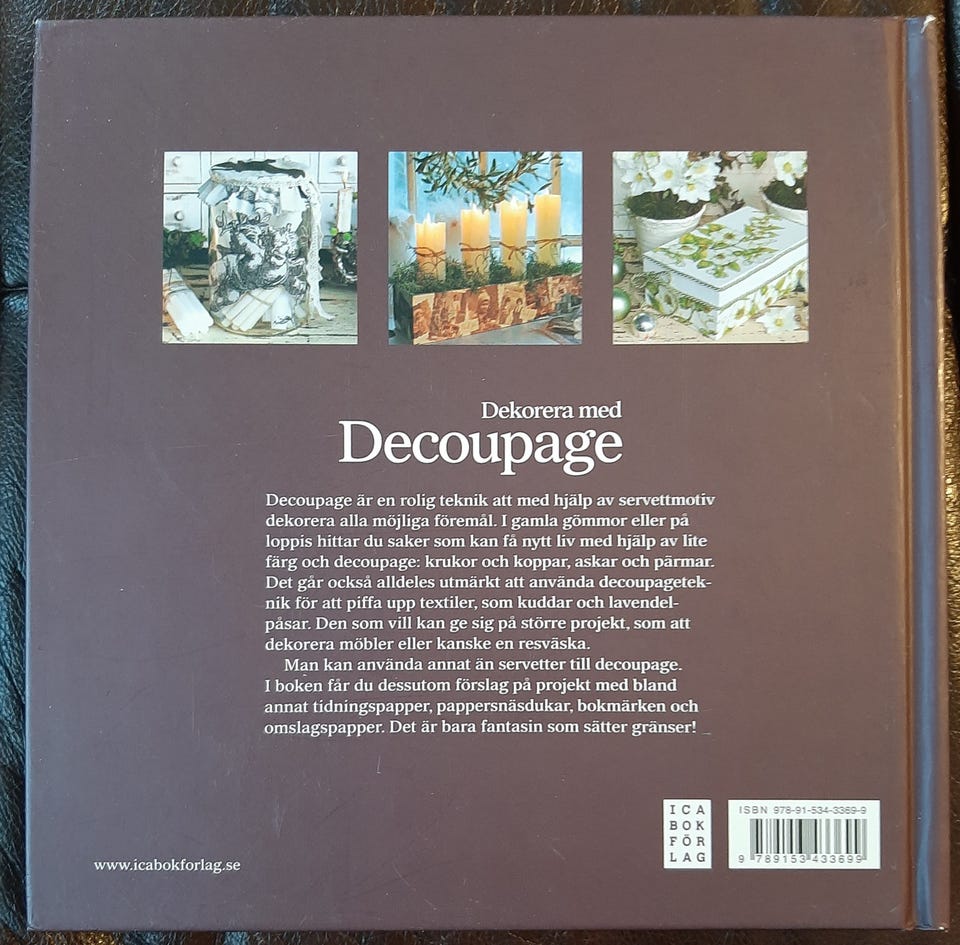 Dekorera med
Decoupage
Decoupage är en rolig teknik att med hjälp av servettmotiv
dekorera alla möjliga föremål. I gamla gömmor eller på
loppis hittar du saker som kan få nytt liv med hjälp av lite
färg och decoupage: krukor och koppar, askar och pärmar.
Det går också alldeles utmärkt att använda decoupagetek-
nik för att piffa upp textiler, som kuddar och lavendel-
påsar. Den som vill kan ge sig på större projekt, som att
dekorera möbler eller kanske en resväska.
Man kan använda annat än servetter till decoupage.
I boken får du dessutom förslag på projekt med bland
annat tidningspapper, pappersnäsdukar, bokmärken och
omslagspapper. Det är bara fantasin som sätter gränser!
www.icabokforlag.se
ICA
BOK
FÖR
LAG
ISBN 978-91-534-3369-9
9 789153 433699